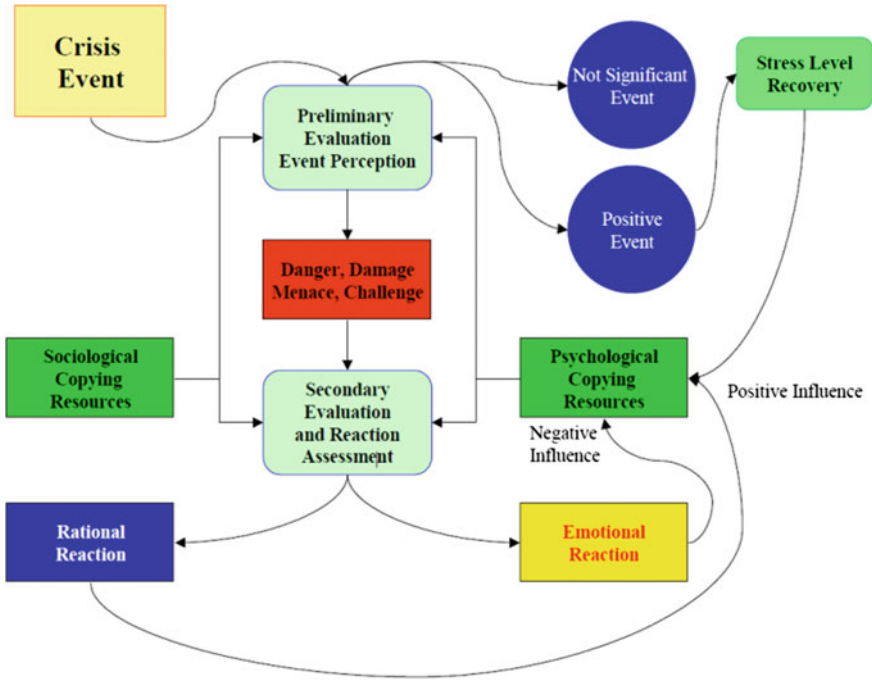 Crisis
Event
Not Significant
Event
Stress Level
Recovery
Preliminary
Evaluation
Event Perception
Positive
Event
Danger, Damage
Menace, Challenge
Sociological
Copying
Resources
Psychological
Copying
Resources
Positive Influence
Secondary
Evaluation
and Reaction
Assessment
Negative
Influence
Rational
Reaction
Emotional
Reaction